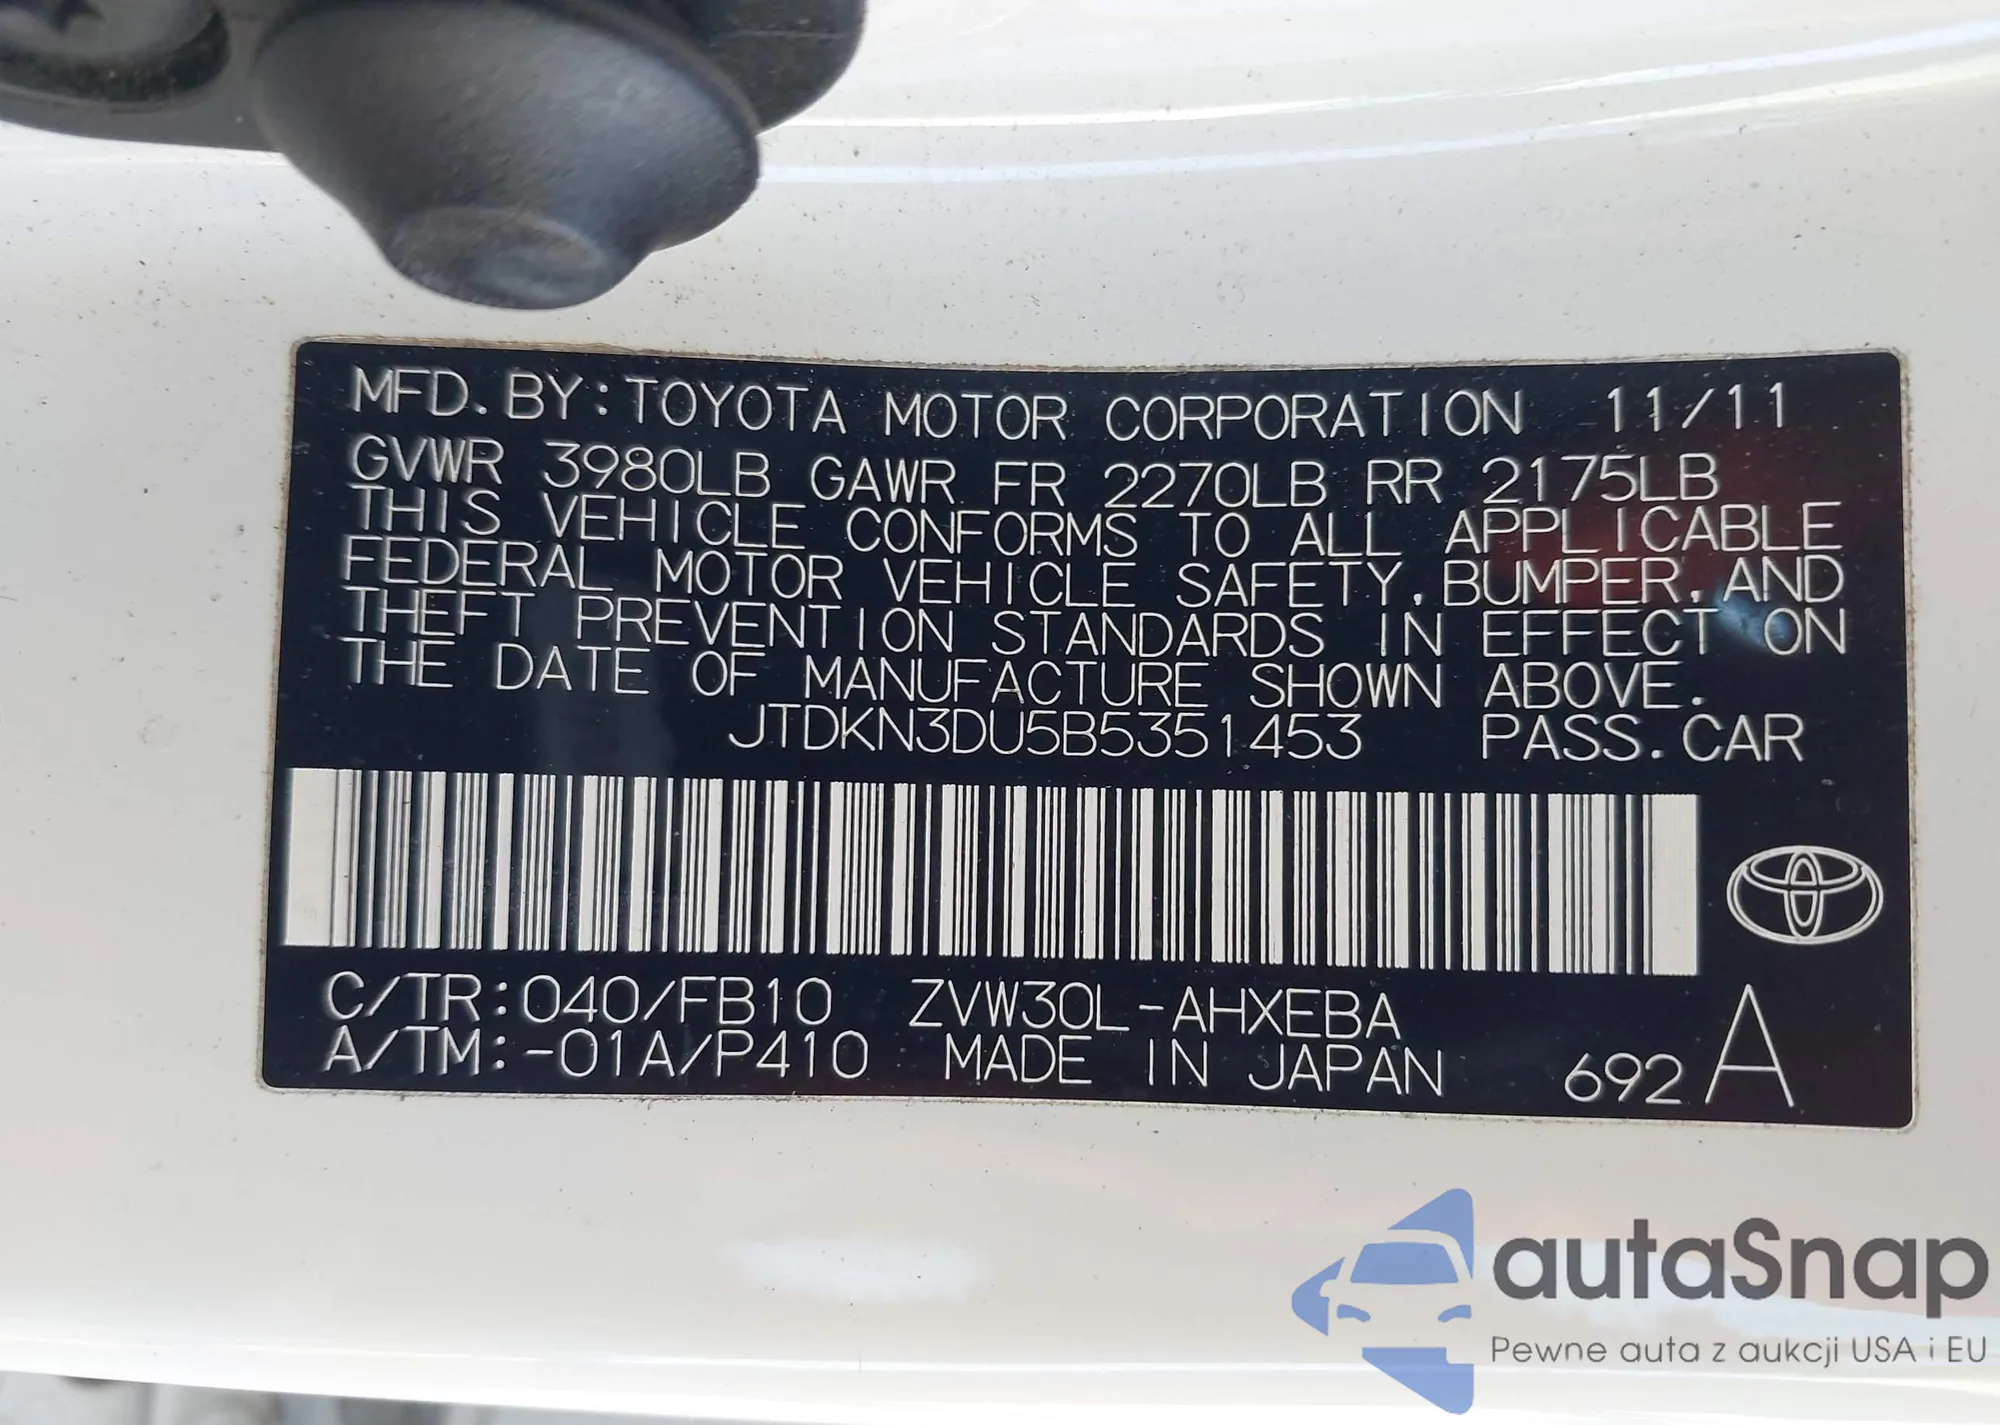 MFD. BY: TOYOTA MOTOR CORPORATION 11/11
GVWR 3980LB GAWR FR 2270LB RR 2175LB
THIS VEHICLE CONFORMS TO ALL APPLICABLE
FEDERAL MOTOR VEHICLE SAFETY, BUMPER, AND
THEFT PREVENTION STANDARDS IN EFFECT ON
THE DATE OF MANUFACTURE SHOWN ABOVE.
JTDKN3DU5B5351453 PASS. CAR
C/TR: 040/FB10 ZVW30L-AHXEBA
A/TM: -01A/P410 MADE IN JAPAN 692 A
autaSnap
Pewne auta z aukcji USA i EU